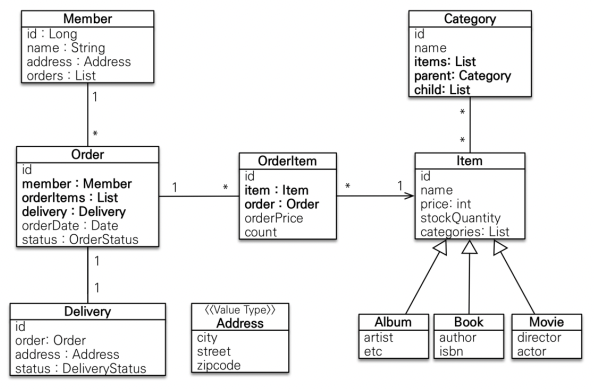 Member
id : Long
name : String
address : Address
orders : List
Category
id
name
items: List
parent: Category
child: List
1
*
*
*
Order
id
member : Member
orderItems : List
delivery : Delivery
orderDate : Date
status : OrderStatus
1
*
OrderItem
id
item : Item
order : Order
orderPrice
count
*
1
Item
id
name
price: int
stockQuantity
categories: List
1
1
Delivery
id
order: Order
address : Address
status : DeliveryStatus
⟨⟨Value Type⟩⟩
Address
city
street
zipcode
Album
artist
etc
Book
author
isbn
Movie
director
actor